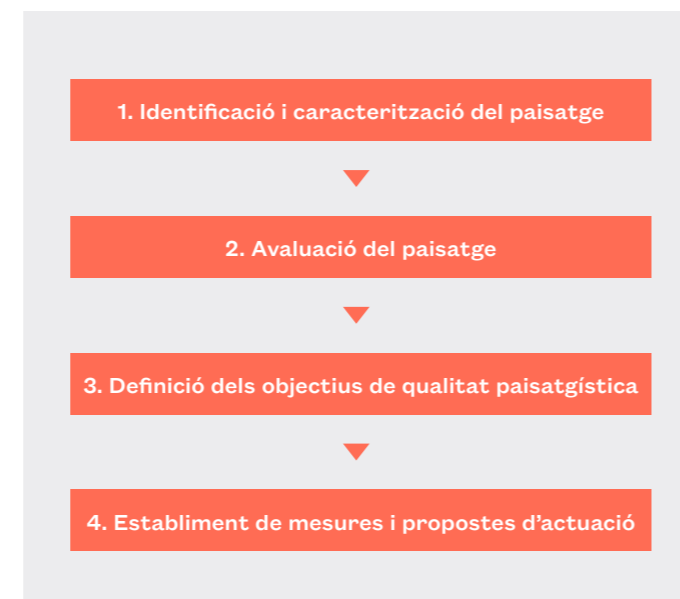 1. Identificació i caracterització del paisatge
2. Avaluació del paisatge
3. Definició dels objectius de qualitat paisatgística
4. Establiment de mesures i propostes d’actuació